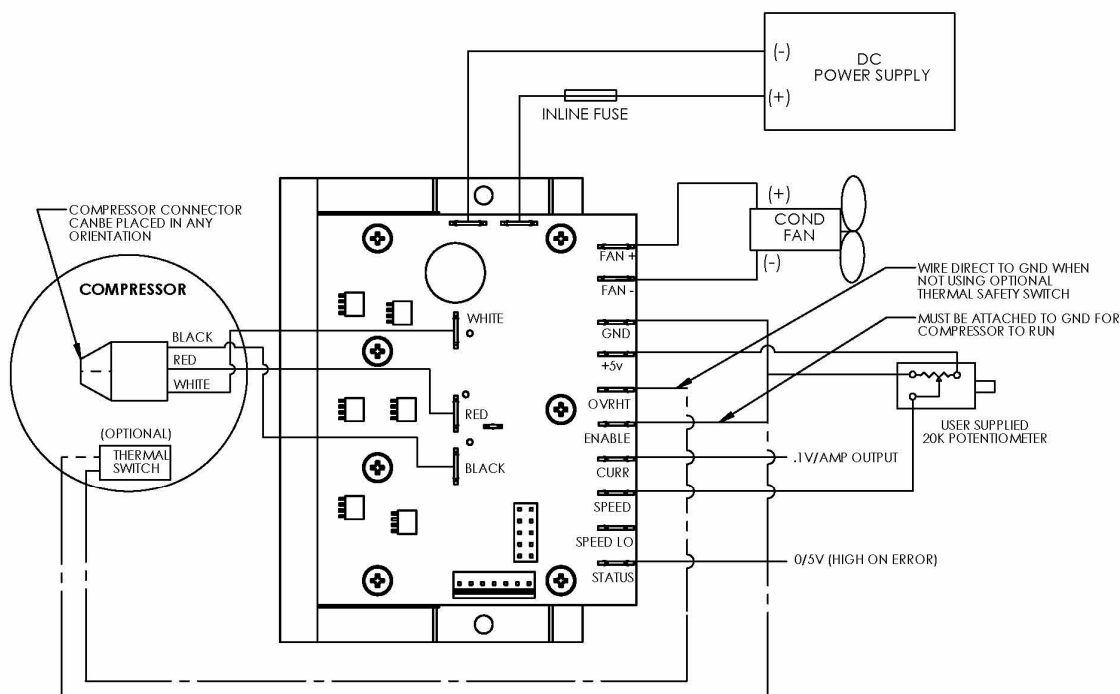 DC
POWER SUPPLY
(-)
(+)
INLINE FUSE
COMPRESSOR CONNECTOR
CANBE PLACED IN ANY
ORIENTATION
COMPRESSOR
BLACK
RED
WHITE
(OPTIONAL)
THERMAL
SWITCH
WHITE
RED
BLACK
FAN +
FAN -
GND
+5v
OVRHT
ENABLE
CURR
SPEED
SPEED LO
STATUS
(+)
COND
FAN
(-)
WIRE DIRECT TO GND WHEN
NOT USING OPTIONAL
THERMAL SAFETY SWITCH
MUST BE ATTACHED TO GND FOR
COMPRESSOR TO RUN
USER SUPPLIED
20K POTENTIOMETER
.1V/AMP OUTPUT
0/5V (HIGH ON ERROR)